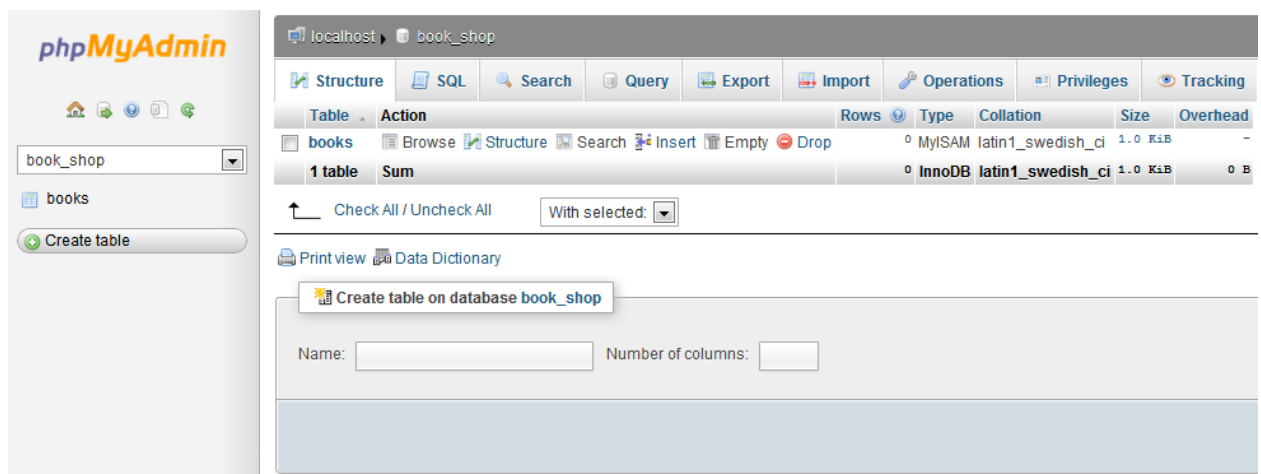 phpMyAdmin
book_shop
books
Create table
localhost book_shop
Structure SQL Search Query Export Import Operations Privileges Tracking
Table Action Rows Type Collation Size Overhead
books Browse Structure Search Insert Empty Drop 0 MyISAM latin1_swedish_ci 1.0 KiB -
1 table Sum 0 InnoDB latin1_swedish_ci 1.0 KiB 0 B
Check All / Uncheck All With selected:
Print view Data Dictionary
Create table on database book_shop
Name: Number of columns: